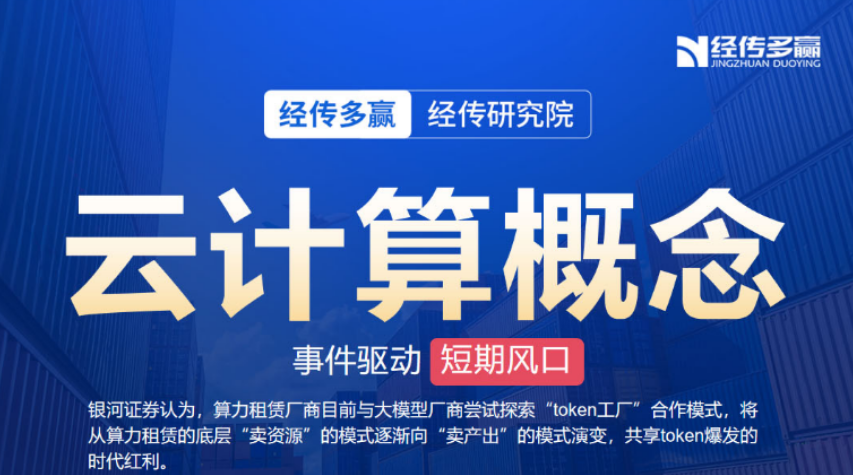 经传多赢
JINGZHUAN DUOYING
经传多赢 经传研究院
云计算概念
事件驱动 短期风口
银河证券认为，算力租赁厂商目前与大模型厂商尝试探索“token工厂”合作模式，将
从算力租赁的底层“卖资源”的模式逐渐向“卖产出”的模式演变，共享token爆发的
时代红利。